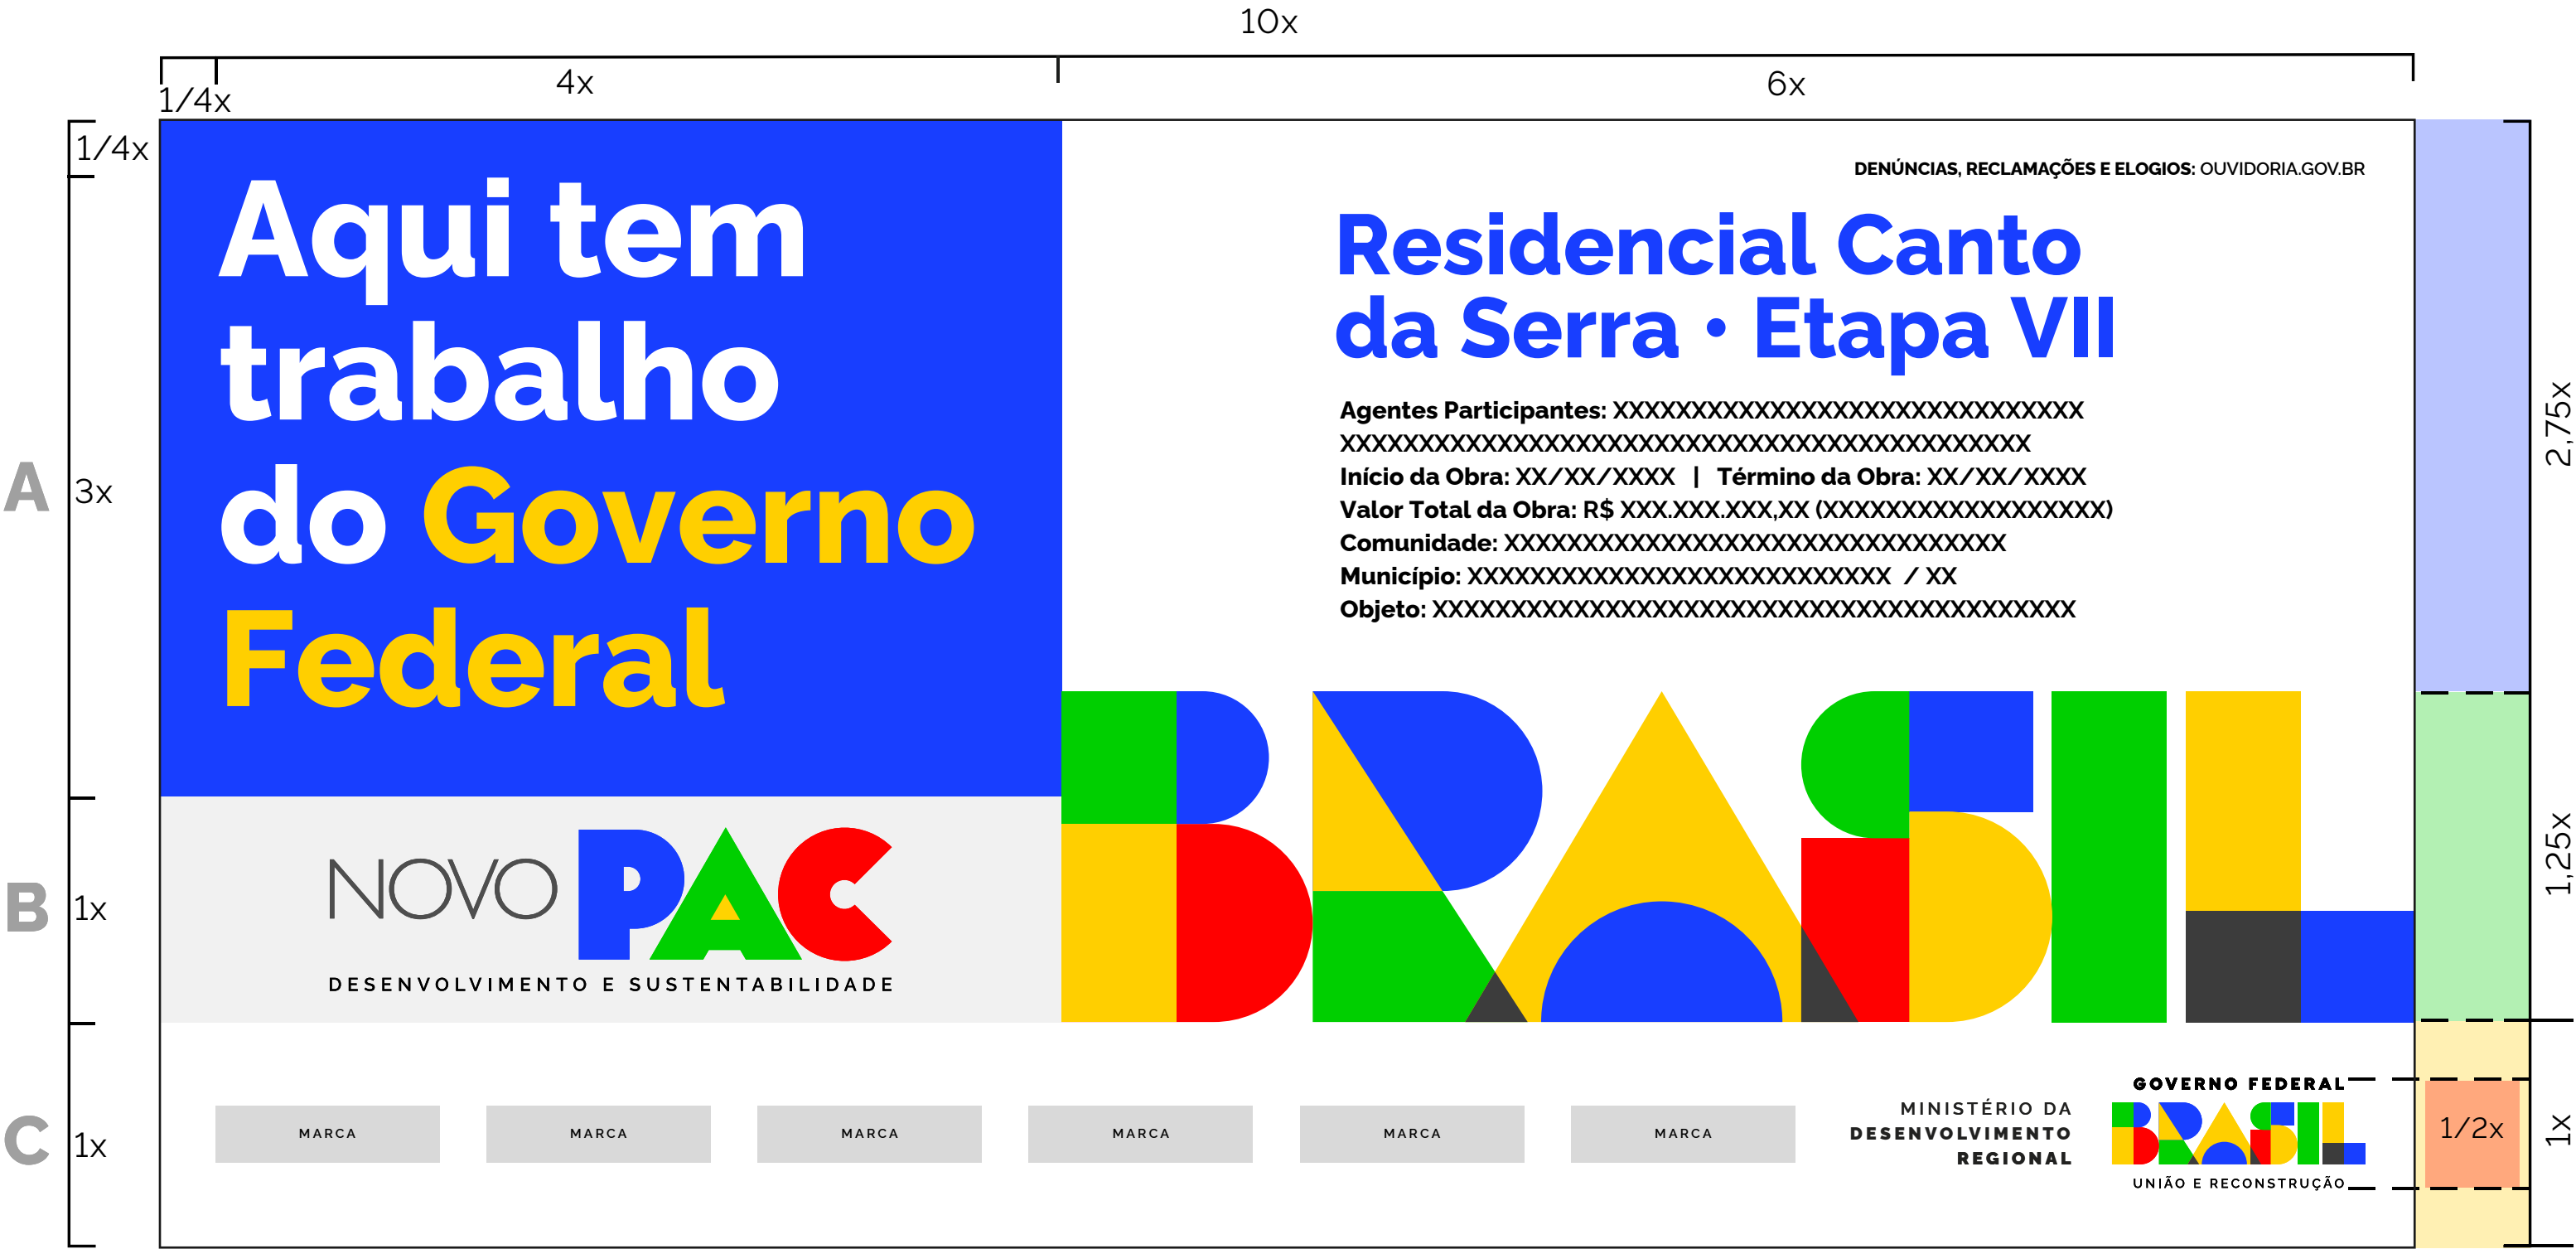 10x
1/4x
4x
6x
1/4x
A
3x
B
1x
C
1x
Aqui tem
trabalho
do Governo
Federal
NOVO PAC
DESENVOLVIMENTO E SUSTENTABILIDADE
DENÚNCIAS, RECLAMAÇÕES E ELOGIOS: OUVIDORIA.GOV.BR
Residencial Canto
da Serra • Etapa VII
Agentes Participantes: XXXXXXXXXXXXXXXXXXXXXXXXXXXXXX
XXXXXXXXXXXXXXXXXXXXXXXXXXXXXXXXXXXXXXXXXXXX
Início da Obra: XX/XX/XXXX | Término da Obra: XX/XX/XXXX
Valor Total da Obra: R$ XXX.XXX.XXX,XX (XXXXXXXXXXXXXXXXXX)
Comunidade: XXXXXXXXXXXXXXXXXXXXXXXXXXXXXXXX
Município: XXXXXXXXXXXXXXXXXXXXXXXXXXX / XX
Objeto: XXXXXXXXXXXXXXXXXXXXXXXXXXXXXXXXXXXXXXXXX
BRASIL
MARCA
MARCA
MARCA
MARCA
MARCA
MARCA
MINISTÉRIO DA
DESENVOLVIMENTO
REGIONAL
GOVERNO FEDERAL
BRASIL
UNIÃO E RECONSTRUÇÃO
2,75x
1,25x
1/2x
1x